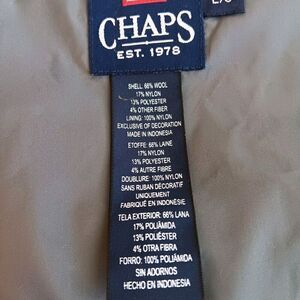 CHAPS
EST. 1978
SHELL: 66% WOOL
17% NYLON
13% POLYESTER
4% OTHER FIBER
LINING: 100% NYLON
EXCLUSIVE OF DECORATION
MADE IN INDONESIA
ETOFFE: 66% LAINE
17% NYLON
13% POLYESTER
4% AUTRE FIBRE
DOUBLURE: 100% NYLON
SANS RUBAN DÉCORATIF
UNIQUEMENT
FABRIQUÉ EN INDONÉSIE
TELA EXTERIOR: 66% LANA
17% POLIAMIDA
13% POLIÉSTER
4% OTRA FIBRA
FORRO: 100% POLIAMIDA
SIN ADORNOS
HECHO EN INDONESIA